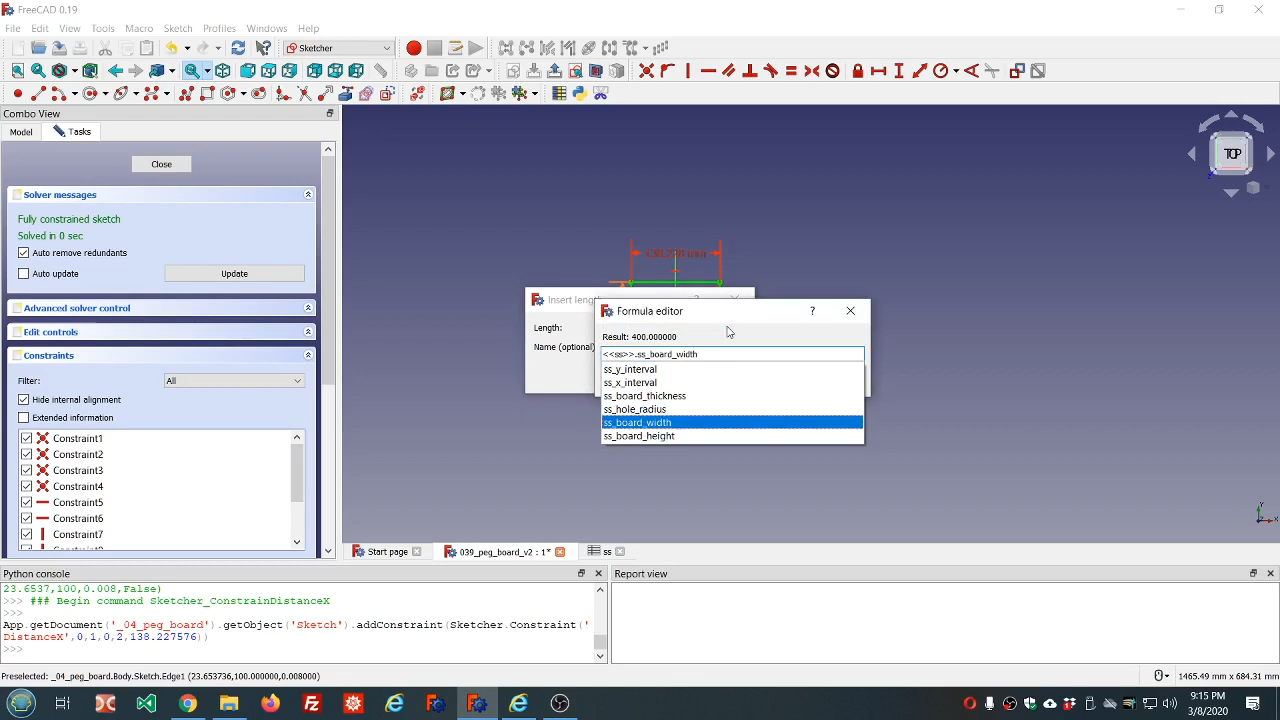 FreeCAD 0.19
File Edit View Tools Macro Sketch Profiles Windows Help
Sketcher
Combo View
Model Tasks
Close
Solver messages
Fully constrained sketch
Solved in 0 sec
Auto remove redundants
Auto update Update
Advanced solver control
Edit controls
Constraints
Filter: All
Hide internal alignment
Extended information
Constraint1
Constraint2
Constraint3
Constraint4
Constraint5
Constraint6
Constraint7
TOP
Insert length
Length:
Name (optional)
Formula editor ?
Result: 400.000000
<<ss>>.ss_board_width
ss_y_interval
ss_x_interval
ss_board_thickness
ss_hole_radius
ss_board_width
ss_board_height
Start page 039_peg_board_v2 : 1* ss
Python console
23.6537,100,0.008,False)
>>> ### Begin command Sketcher_ConstrainDistanceX
>>>
App.getDocument('_04_peg_board').getObject('Sketch').addConstraint(Sketcher.Constraint('
DistanceX',0,1,0,2,138.227576))
>>>
Report view
Preselected: _04_peg_board.Body.Sketch.Edge1 (23.653736, 100.000000, 0.008000) 1465.49 mm x 684.31 mm
9:15 PM
3/8/2020